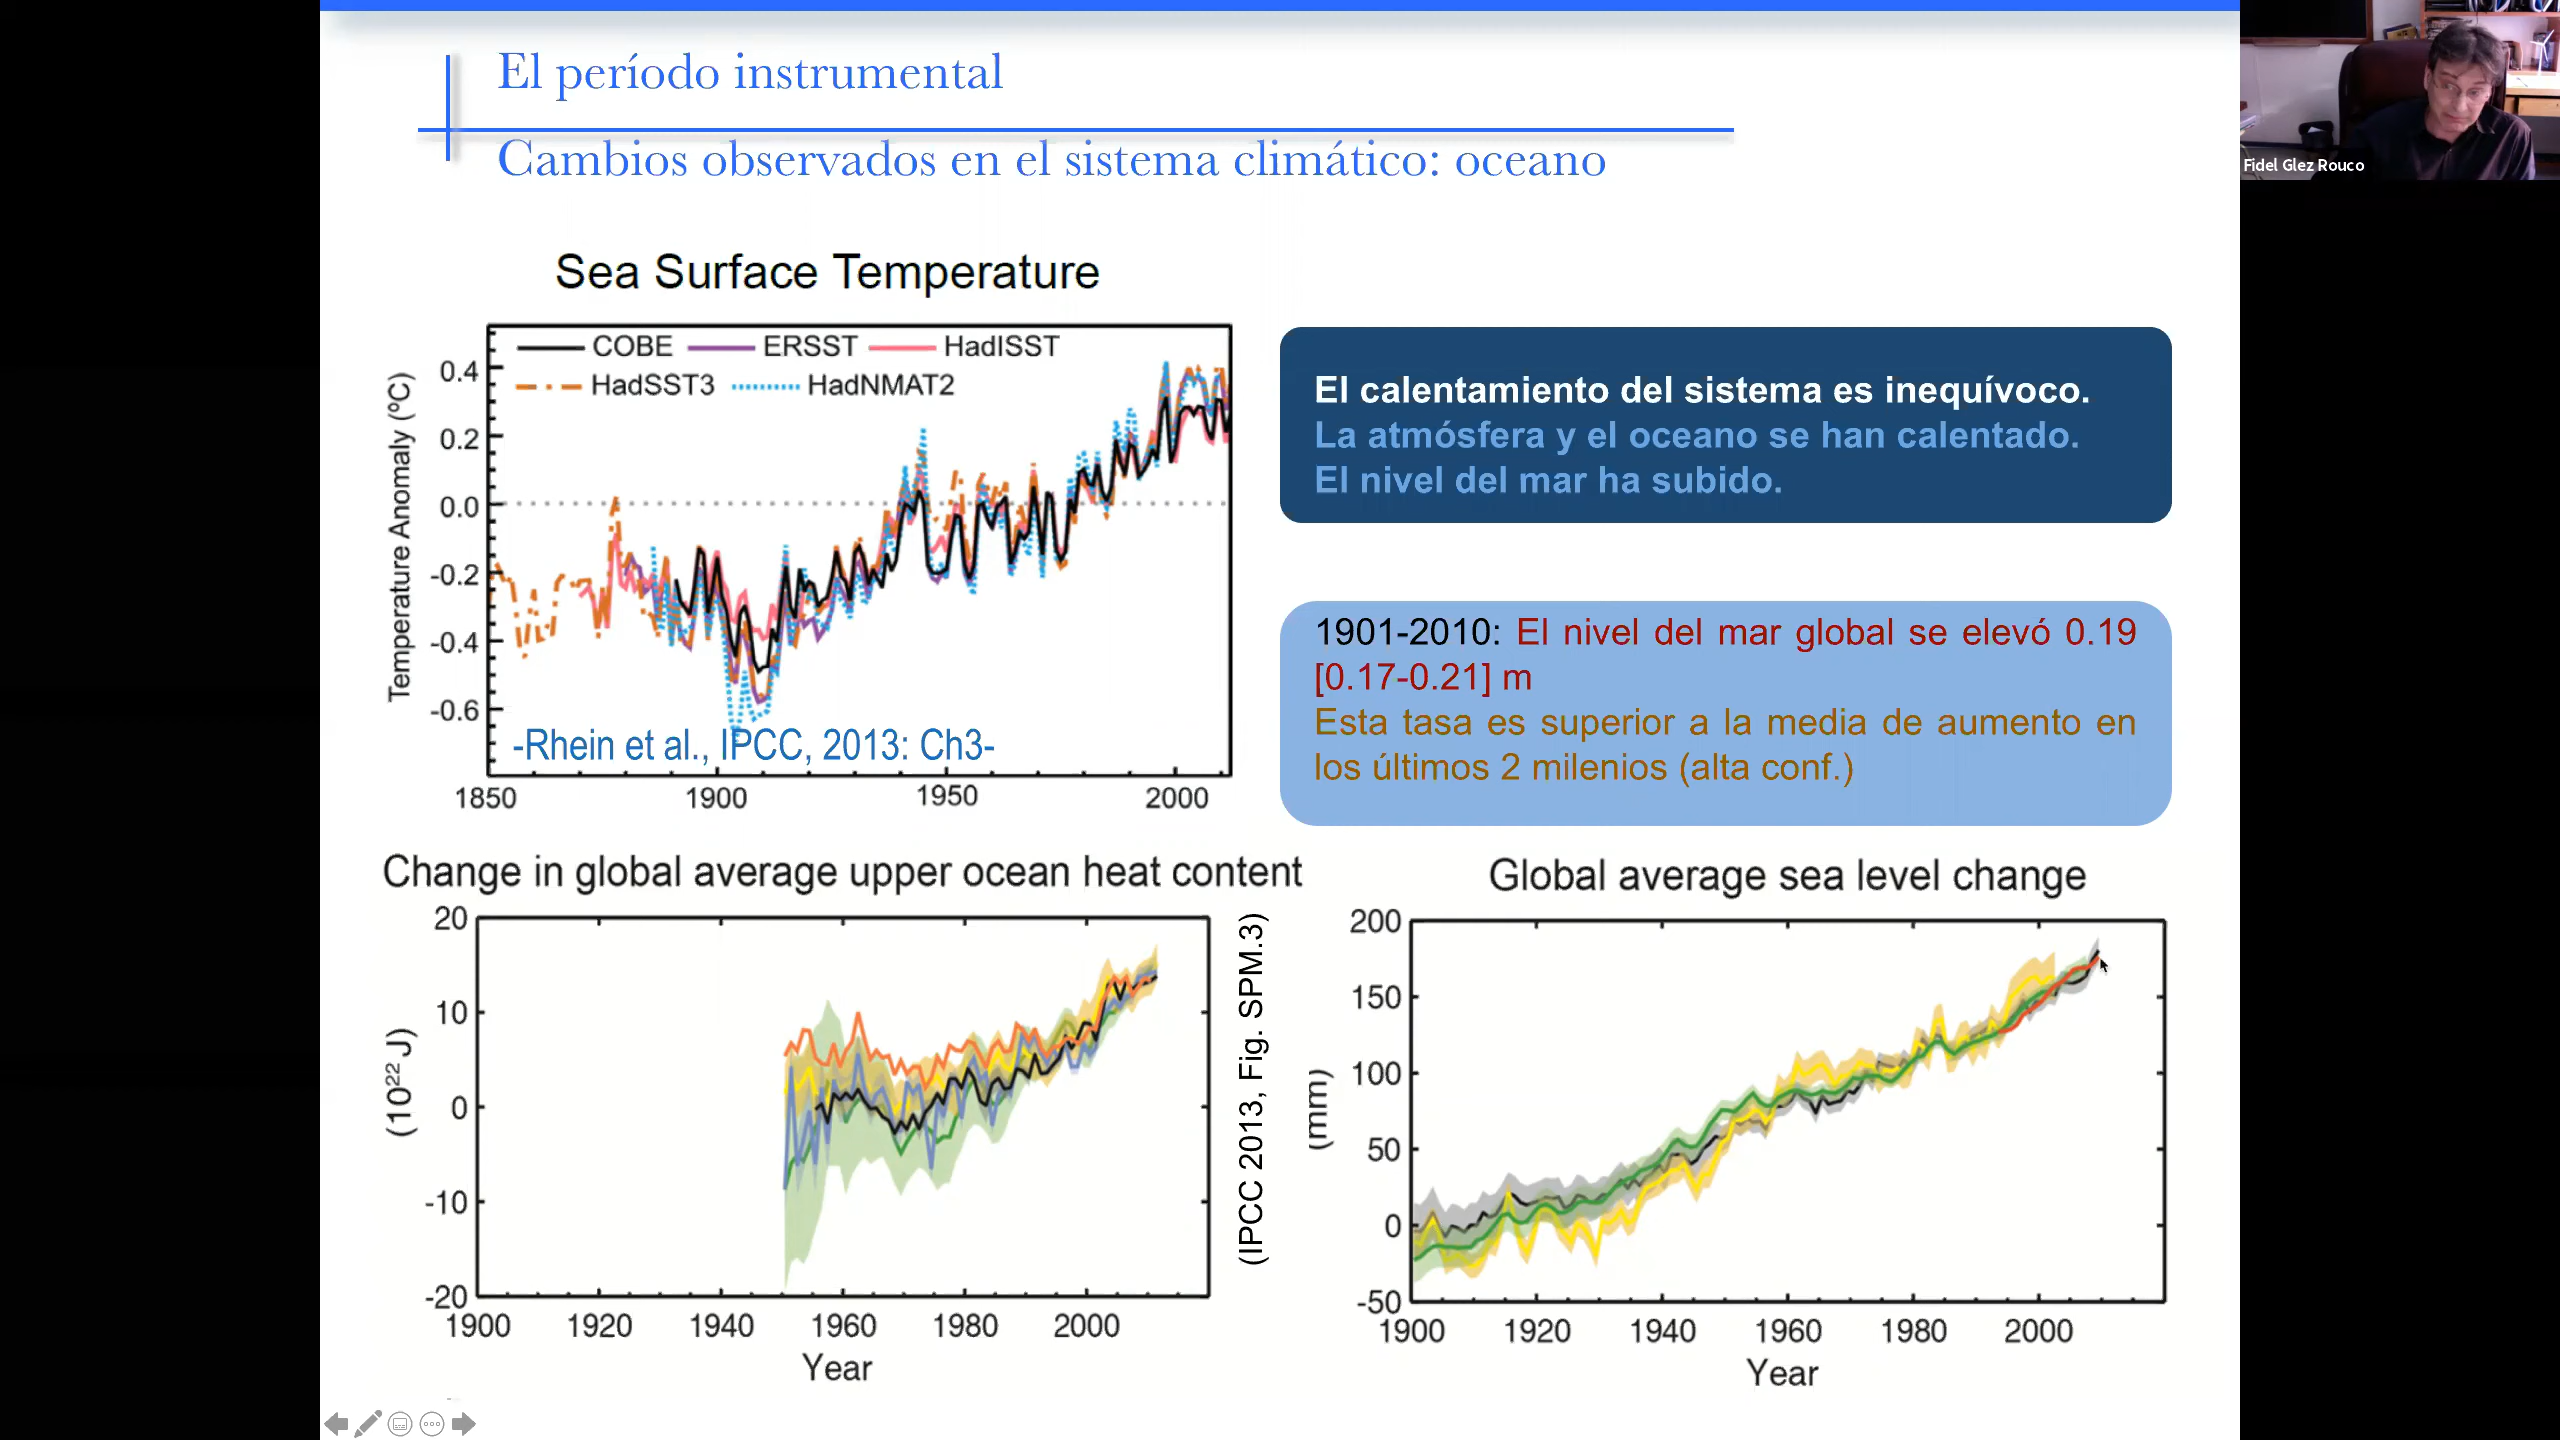 El período instrumental
Cambios observados en el sistema climático: oceano
Fidel Glez Rouco
Sea Surface Temperature
COBE ERSST HadISST
HadSST3 HadNMAT2
Temperature Anomaly (ºC)
0.4
0.2
0.0
-0.2
-0.4
-0.6
-Rhein et al., IPCC, 2013: Ch3-
1850 1900 1950 2000
El calentamiento del sistema es inequívoco.
La atmósfera y el oceano se han calentado.
El nivel del mar ha subido.
1901-2010: El nivel del mar global se elevó 0.19
[0.17-0.21] m
Esta tasa es superior a la media de aumento en
los últimos 2 milenios (alta conf.)
Change in global average upper ocean heat content
(10²² J)
20
10
0
-10
-20
1900 1920 1940 1960 1980 2000
Year
(IPCC 2013, Fig. SPM.3)
Global average sea level change
(mm)
200
150
100
50
0
-50
1900 1920 1940 1960 1980 2000
Year